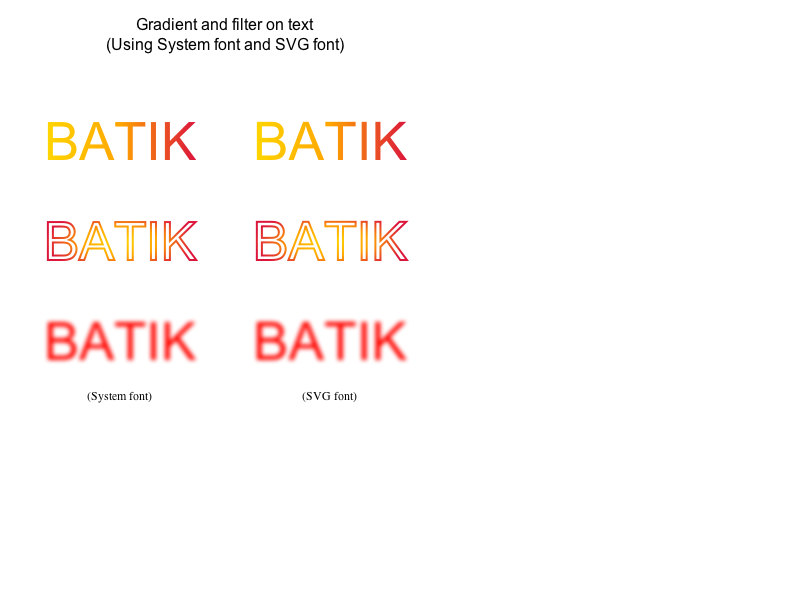 Gradient and filter on text
(Using System font and SVG font)
BATIK BATIK
BATIK BATIK
BATIK BATIK
(System font) (SVG font)